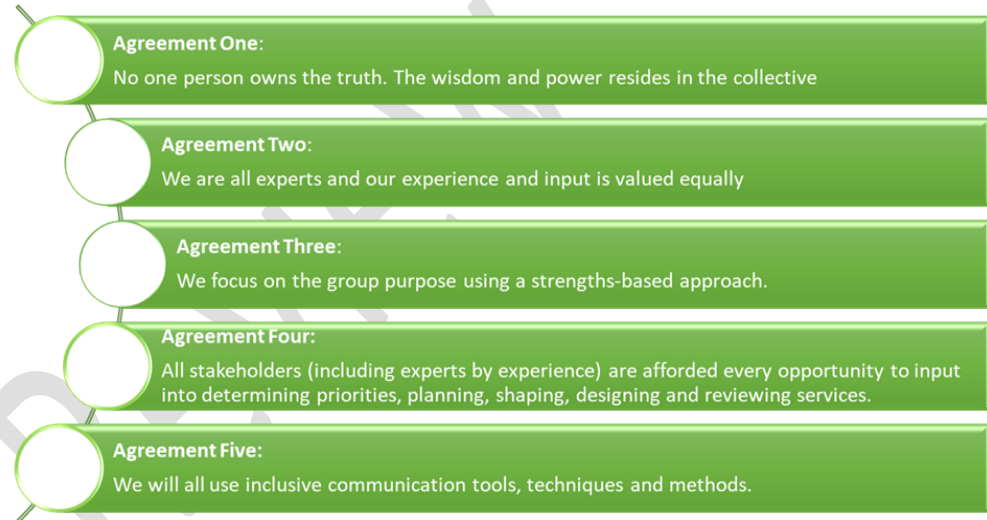 Agreement One:
No one person owns the truth. The wisdom and power resides in the collective
Agreement Two:
We are all experts and our experience and input is valued equally
Agreement Three:
We focus on the group purpose using a strengths-based approach.
Agreement Four:
All stakeholders (including experts by experience) are afforded every opportunity to input
into determining priorities, planning, shaping, designing and reviewing services.
Agreement Five:
We will all use inclusive communication tools, techniques and methods.